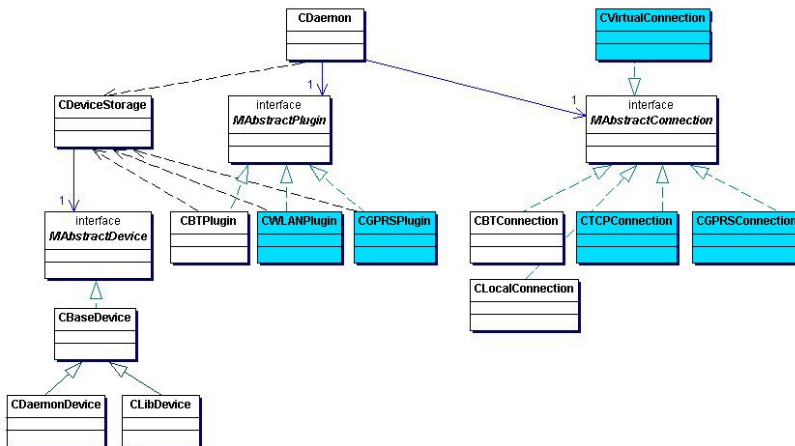 CDaemon
CVirtualConnection
1
1
CDeviceStorage
interface
MAbstractPlugin
interface
MAbstractConnection
1
interface
MAbstractDevice
CBTPlugin
CWLANPlugin
CGPRSPlugin
CBTConnection
CTCPConnection
CGPRSConnection
CLocalConnection
CBaseDevice
CDaemonDevice
CLibDevice